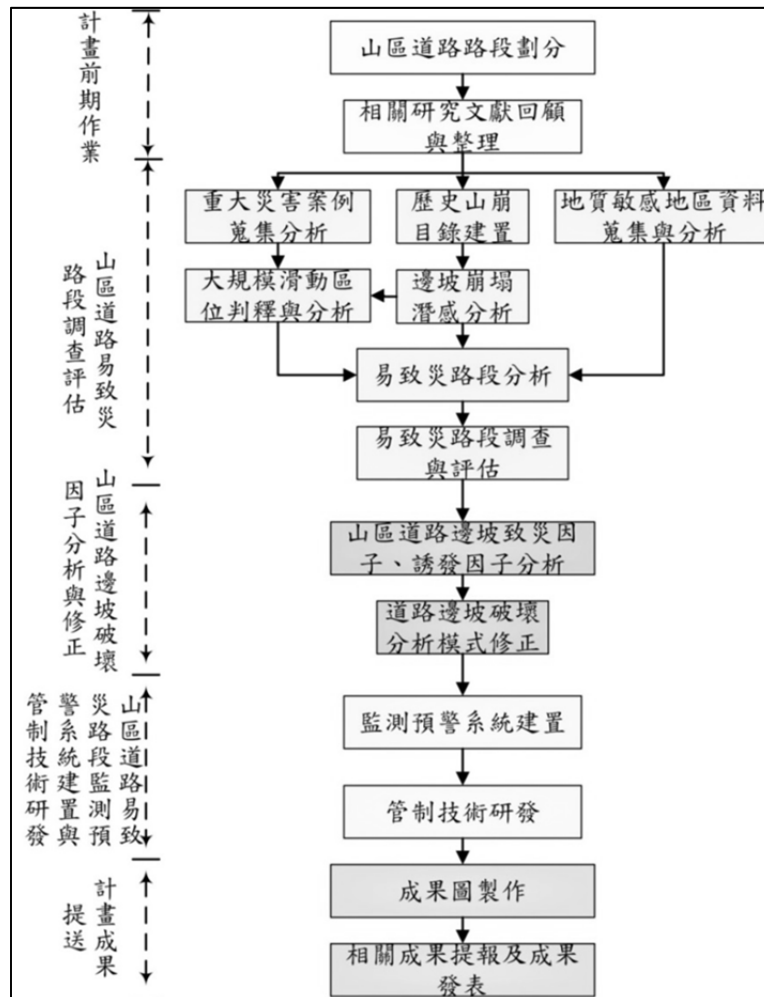 計畫前期作業
山區道路路段劃分
相關研究文獻回顧
與整理
山區道路易致災
路段調查評估
重大災害案例
蒐集分析
歷史山崩
目錄建置
地質敏感地區資料
蒐集與分析
大規模滑動區
位判釋與分析
邊坡崩塌
潛感分析
易致災路段分析
易致災路段調查
與評估
山區道路邊坡破壞
因子分析與修正
山區道路邊坡致災因
子、誘發因子分析
道路邊坡破壞
分析模式修正
山區道路易致
災路段監測預
警系統建置與
管制技術研發
監測預警系統建置
管制技術研發
計畫成果
提送
成果圖製作
相關成果提報及成果
發表